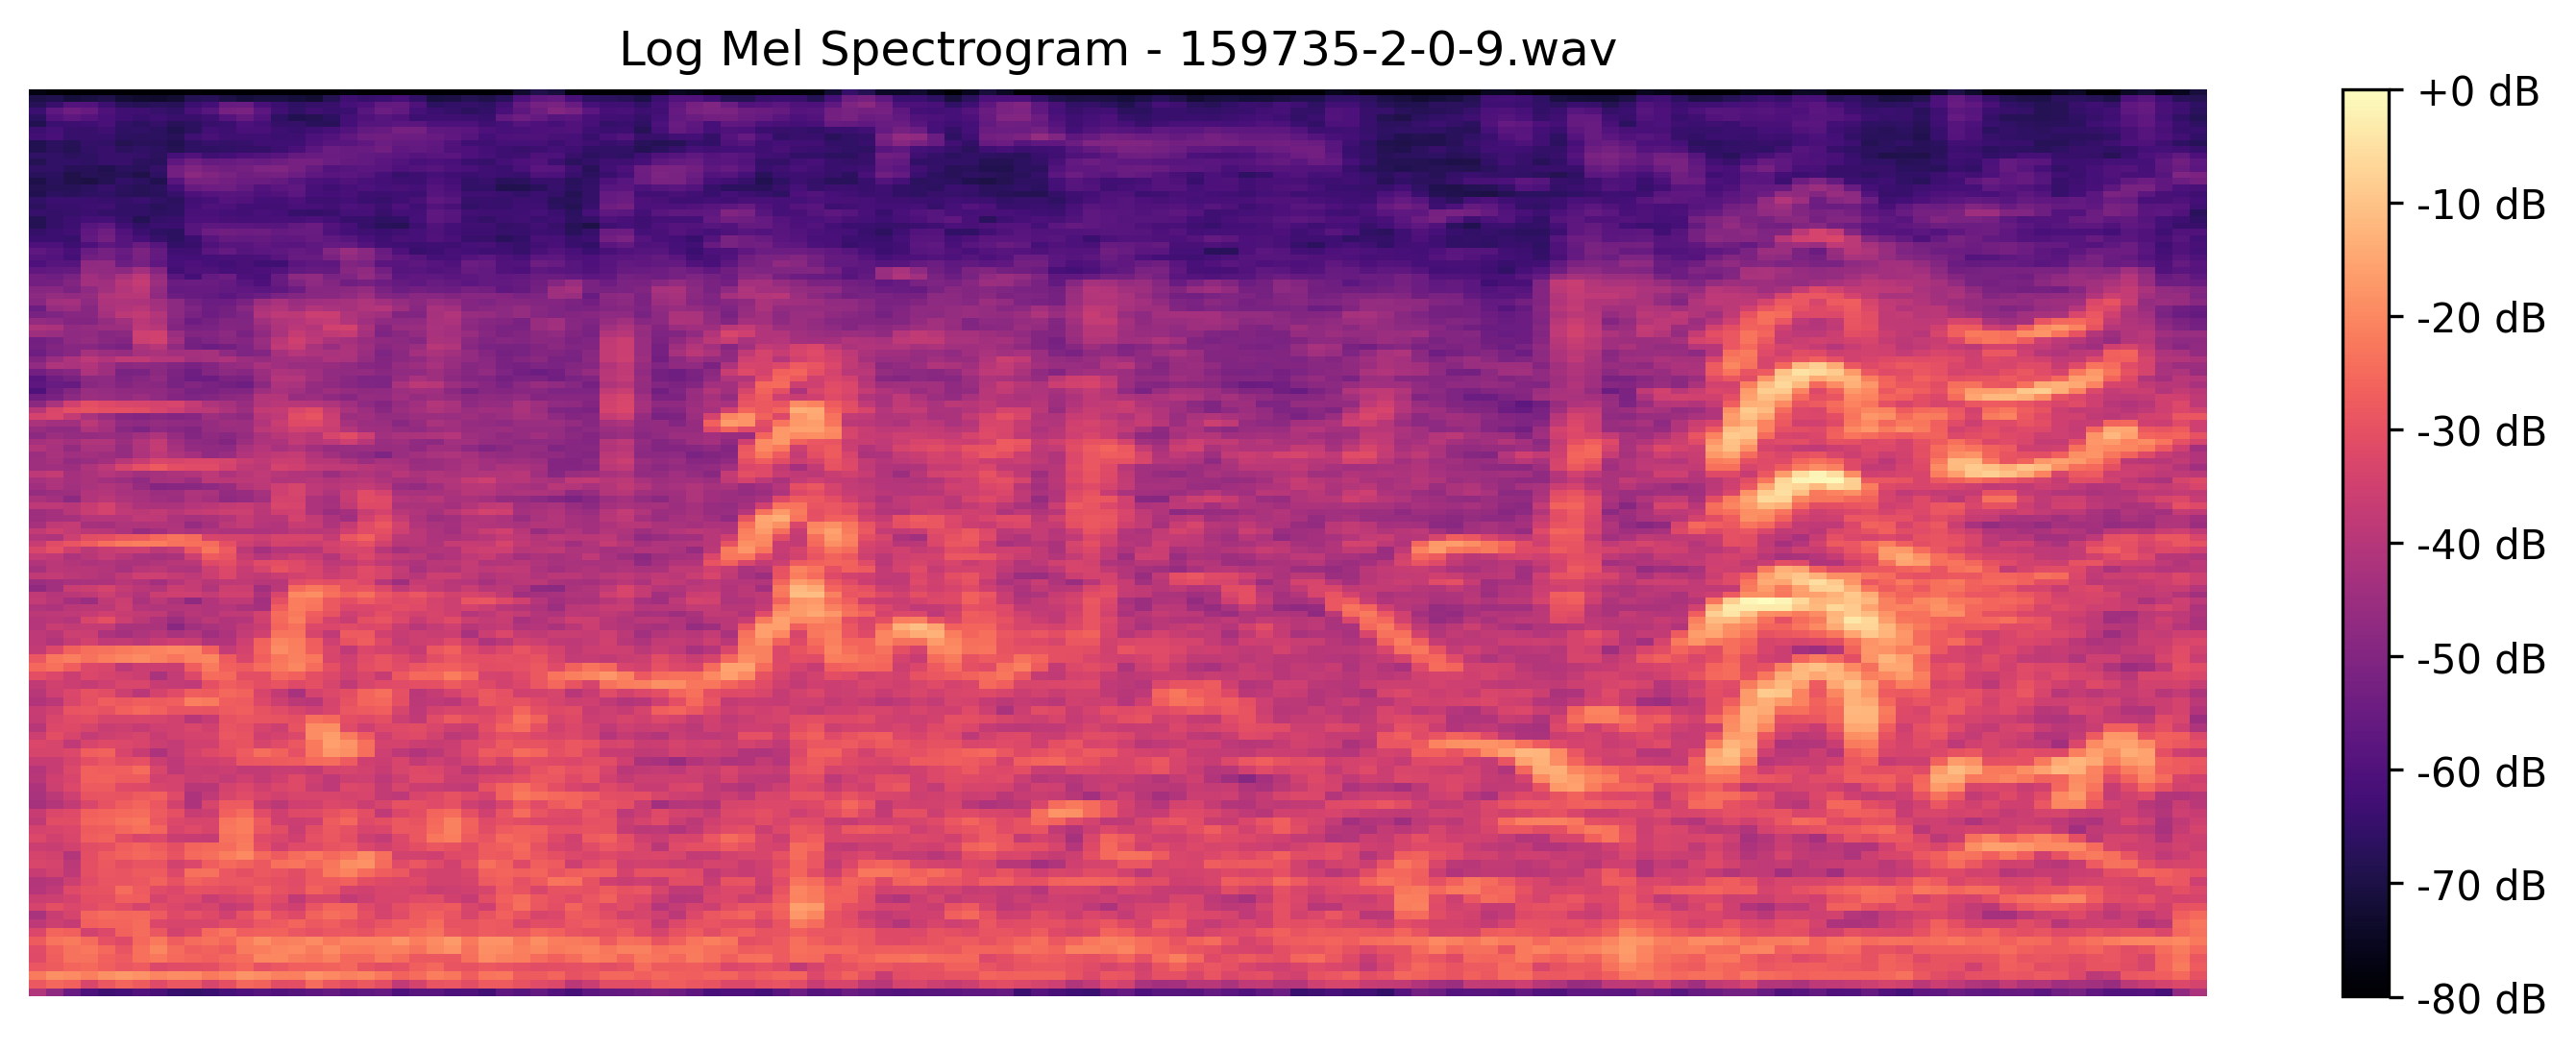 Log Mel Spectrogram - 159735-2-0-9.wav
+0 dB
-10 dB
-20 dB
-30 dB
-40 dB
-50 dB
-60 dB
-70 dB
-80 dB